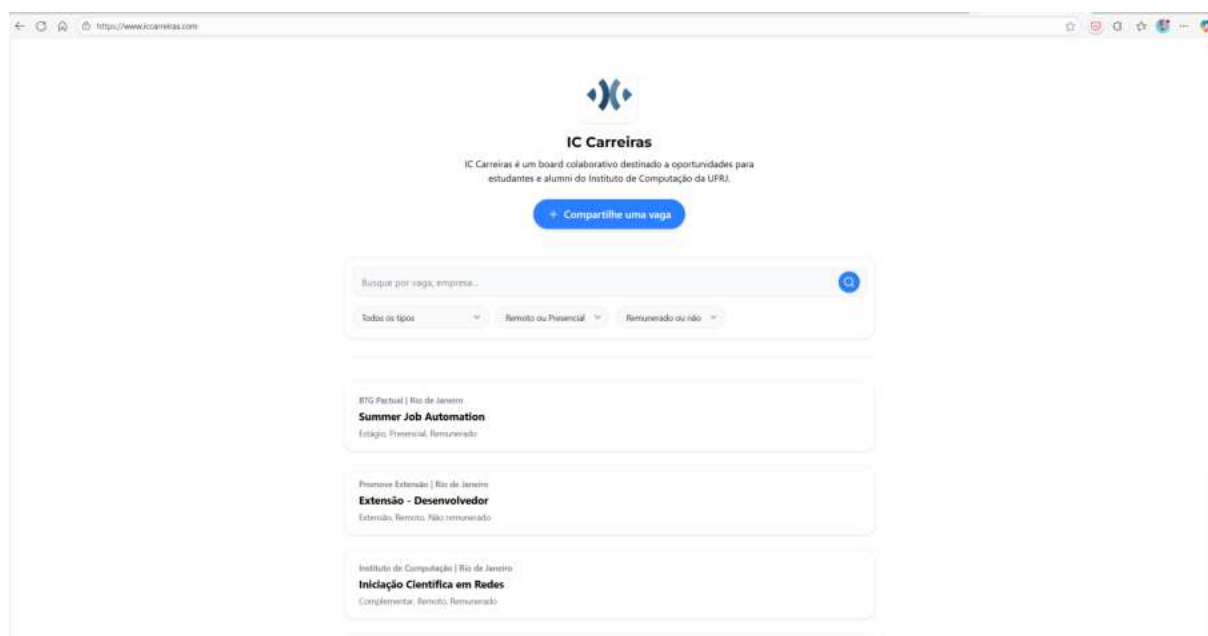 https://www.iccarreiras.com
IC Carreiras
IC Carreiras é um board colaborativo destinado a oportunidades para
estudantes e alumni do Instituto de Computação da UFRJ.
+ Compartilhe uma vaga
Busque por vaga, empresa...
Todos os tipos
Remoto ou Presencial
Remunerado ou não
BTG Pactual | Rio de Janeiro
Summer Job Automation
Estágio, Presencial, Remunerado
Promove Extensão | Rio de Janeiro
Extensão - Desenvolvedor
Extensão, Remoto, Não remunerado
Instituto de Computação | Rio de Janeiro
Iniciação Científica em Redes
Complementar, Remoto, Remunerado